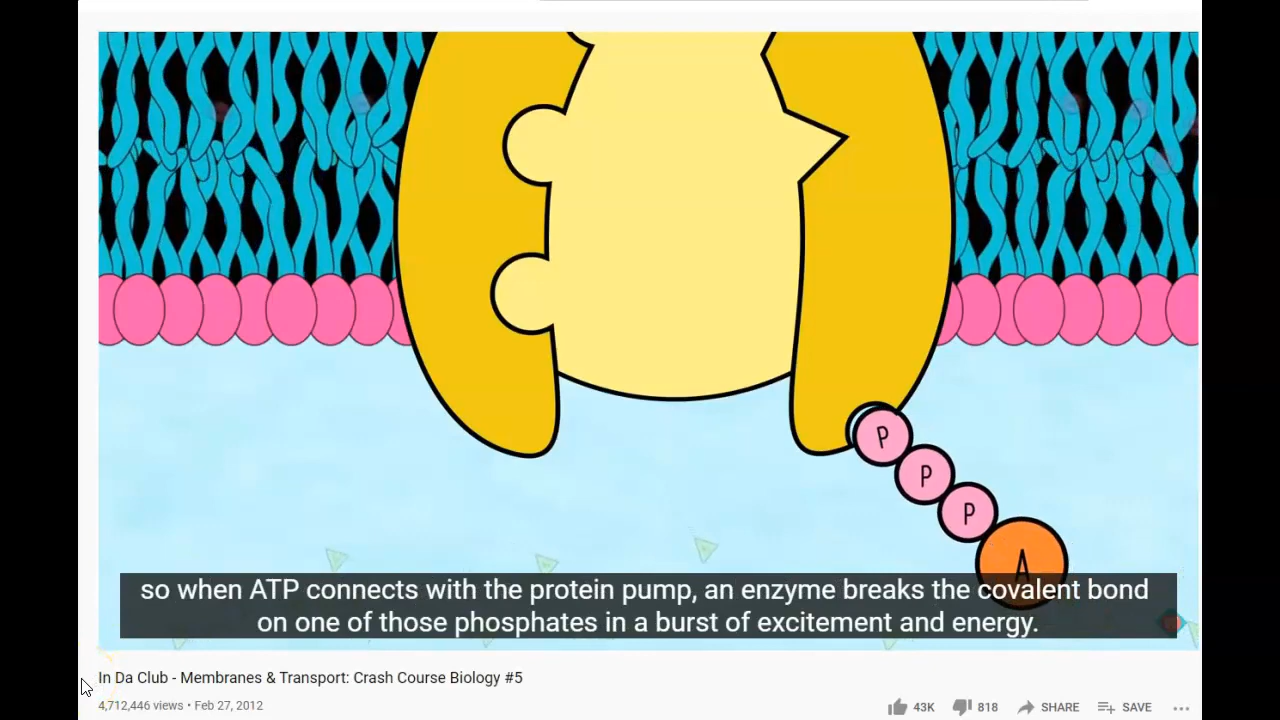 P
P
P
A
so when ATP connects with the protein pump, an enzyme breaks the covalent bond
on one of those phosphates in a burst of excitement and energy.
In Da Club - Membranes & Transport: Crash Course Biology #5
4,712,446 views • Feb 27, 2012
43K
818
SHARE
SAVE